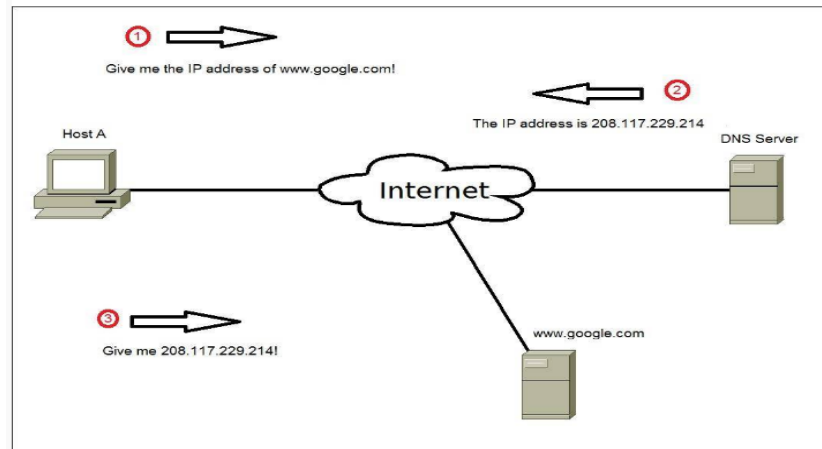 1
Give me the IP address of www.google.com!
2
The IP address is 208.117.229.214
Host A
DNS Server
Internet
3
Give me 208.117.229.214!
www.google.com